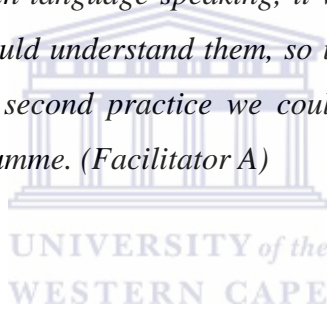 language speaking, it
uld understand them, so
second practice we coul
amme. (Facilitator A)
UNIVERSITY of the
WESTERN CAPE